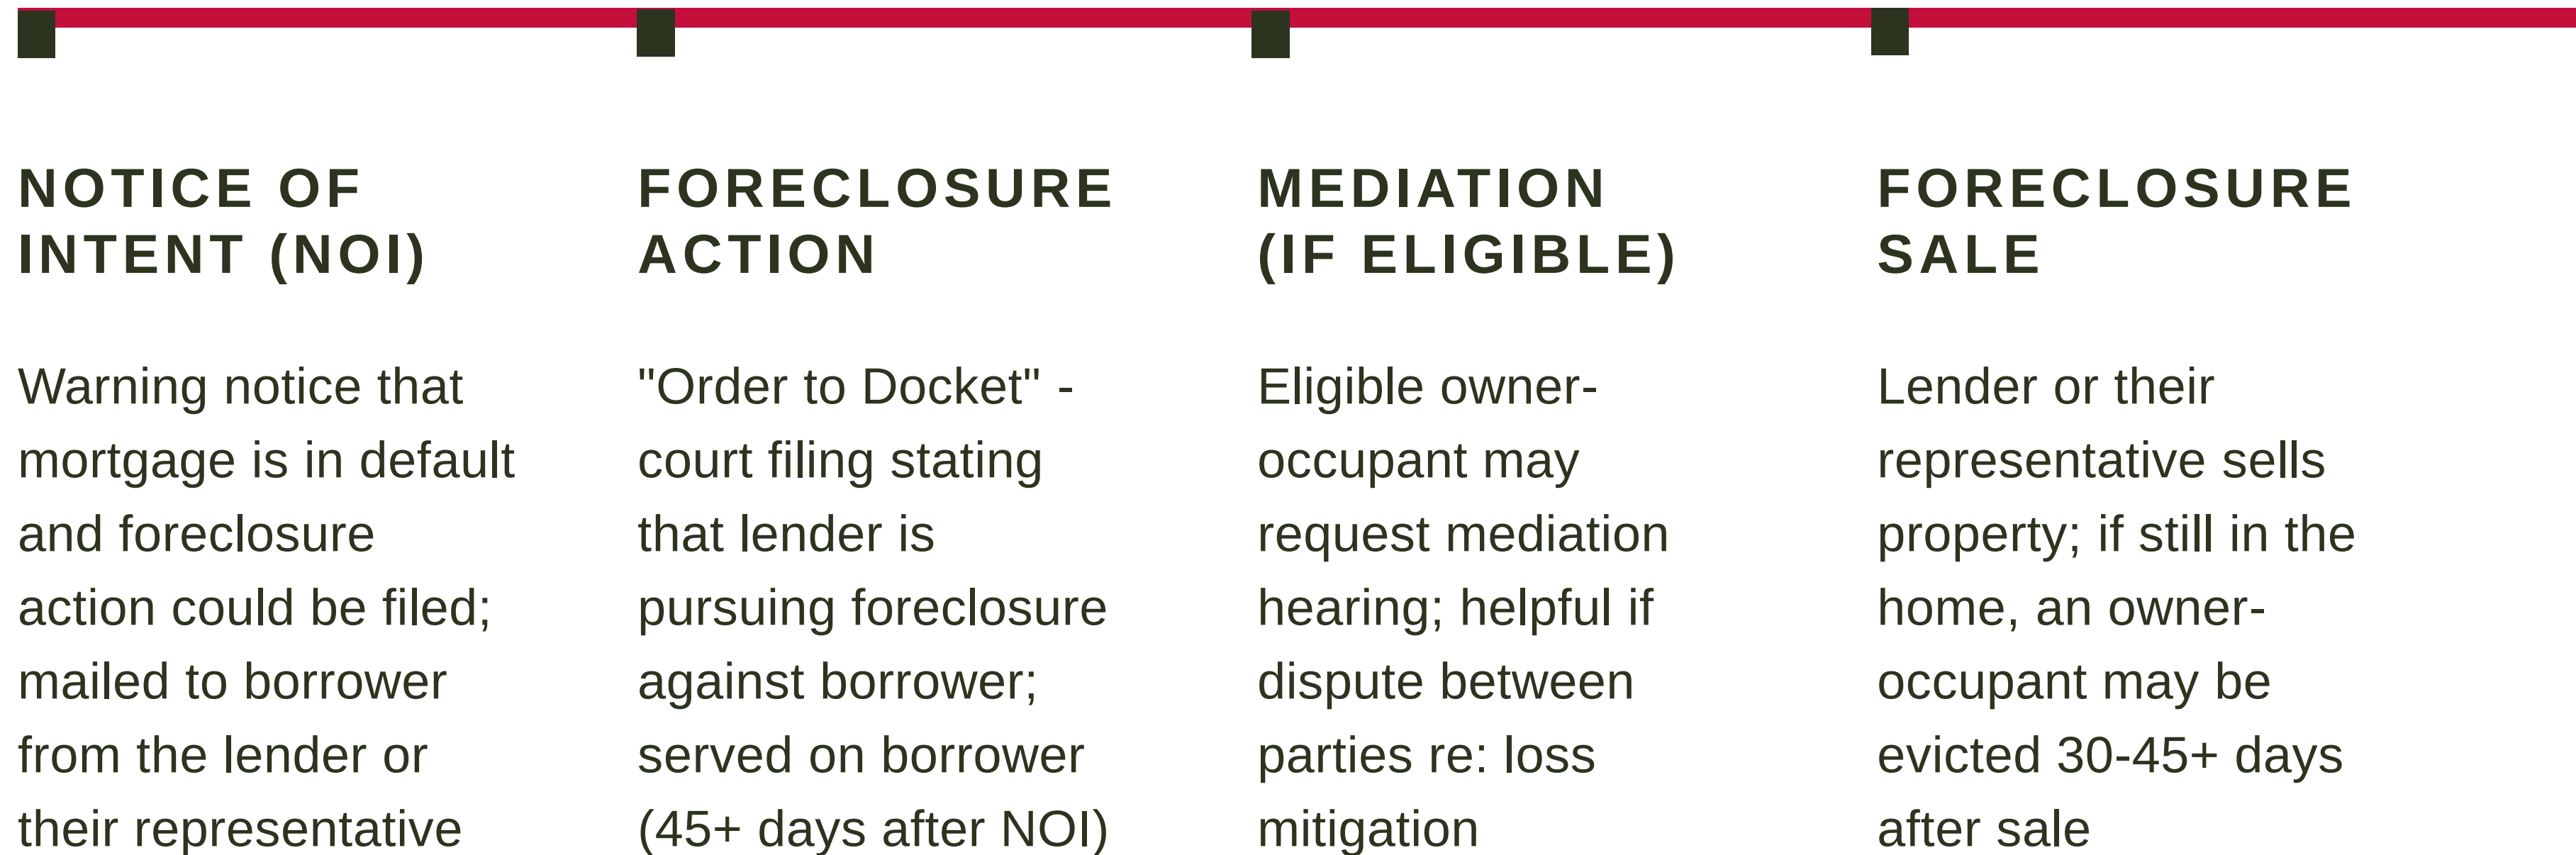 NOTICE OF
INTENT (NOI)
Warning notice that
mortgage is in default
and foreclosure
action could be filed;
mailed to borrower
from the lender or
their representative
FORECLOSURE
ACTION
"Order to Docket" -
court filing stating
that lender is
pursuing foreclosure
against borrower;
served on borrower
(45+ days after NOI)
MEDIATION
(IF ELIGIBLE)
Eligible owner-
occupant may
request mediation
hearing; helpful if
dispute between
parties re: loss
mitigation
FORECLOSURE
SALE
Lender or their
representative sells
property; if still in the
home, an owner-
occupant may be
evicted 30-45+ days
after sale